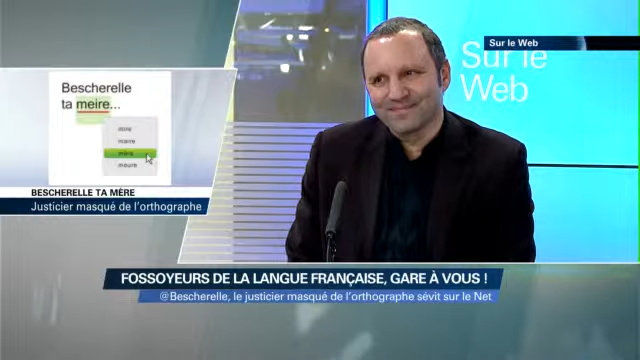 Sur le Web
Sur le
Web
Bescherelle
ta meire...
mire
maire
mère
meure
BESCHERELLE TA MÈRE
Justicier masqué de l'orthographe
FOSSOYEURS DE LA LANGUE FRANÇAISE, GARE À VOUS !
@Bescherelle, le justicier masqué de l'orthographe sévit sur le Net